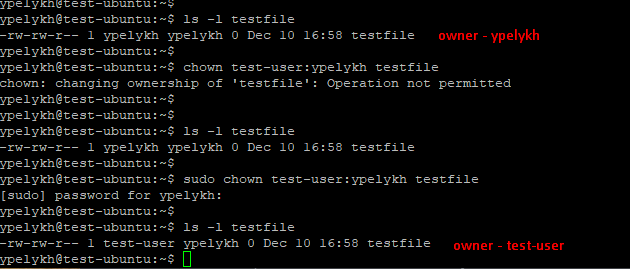 ypelykh@test-ubuntu:~$
ypelykh@test-ubuntu:~$ ls -l testfile
-rw-rw-r-- 1 ypelykh ypelykh 0 Dec 10 16:58 testfile owner - ypelykh
ypelykh@test-ubuntu:~$
ypelykh@test-ubuntu:~$ chown test-user:ypelykh testfile
chown: changing ownership of 'testfile': Operation not permitted
ypelykh@test-ubuntu:~$
ypelykh@test-ubuntu:~$ ls -l testfile
-rw-rw-r-- 1 ypelykh ypelykh 0 Dec 10 16:58 testfile
ypelykh@test-ubuntu:~$
ypelykh@test-ubuntu:~$ sudo chown test-user:ypelykh testfile
[sudo] password for ypelykh:
ypelykh@test-ubuntu:~$
ypelykh@test-ubuntu:~$ ls -l testfile
-rw-rw-r-- 1 test-user ypelykh 0 Dec 10 16:58 testfile owner - test-user
ypelykh@test-ubuntu:~$